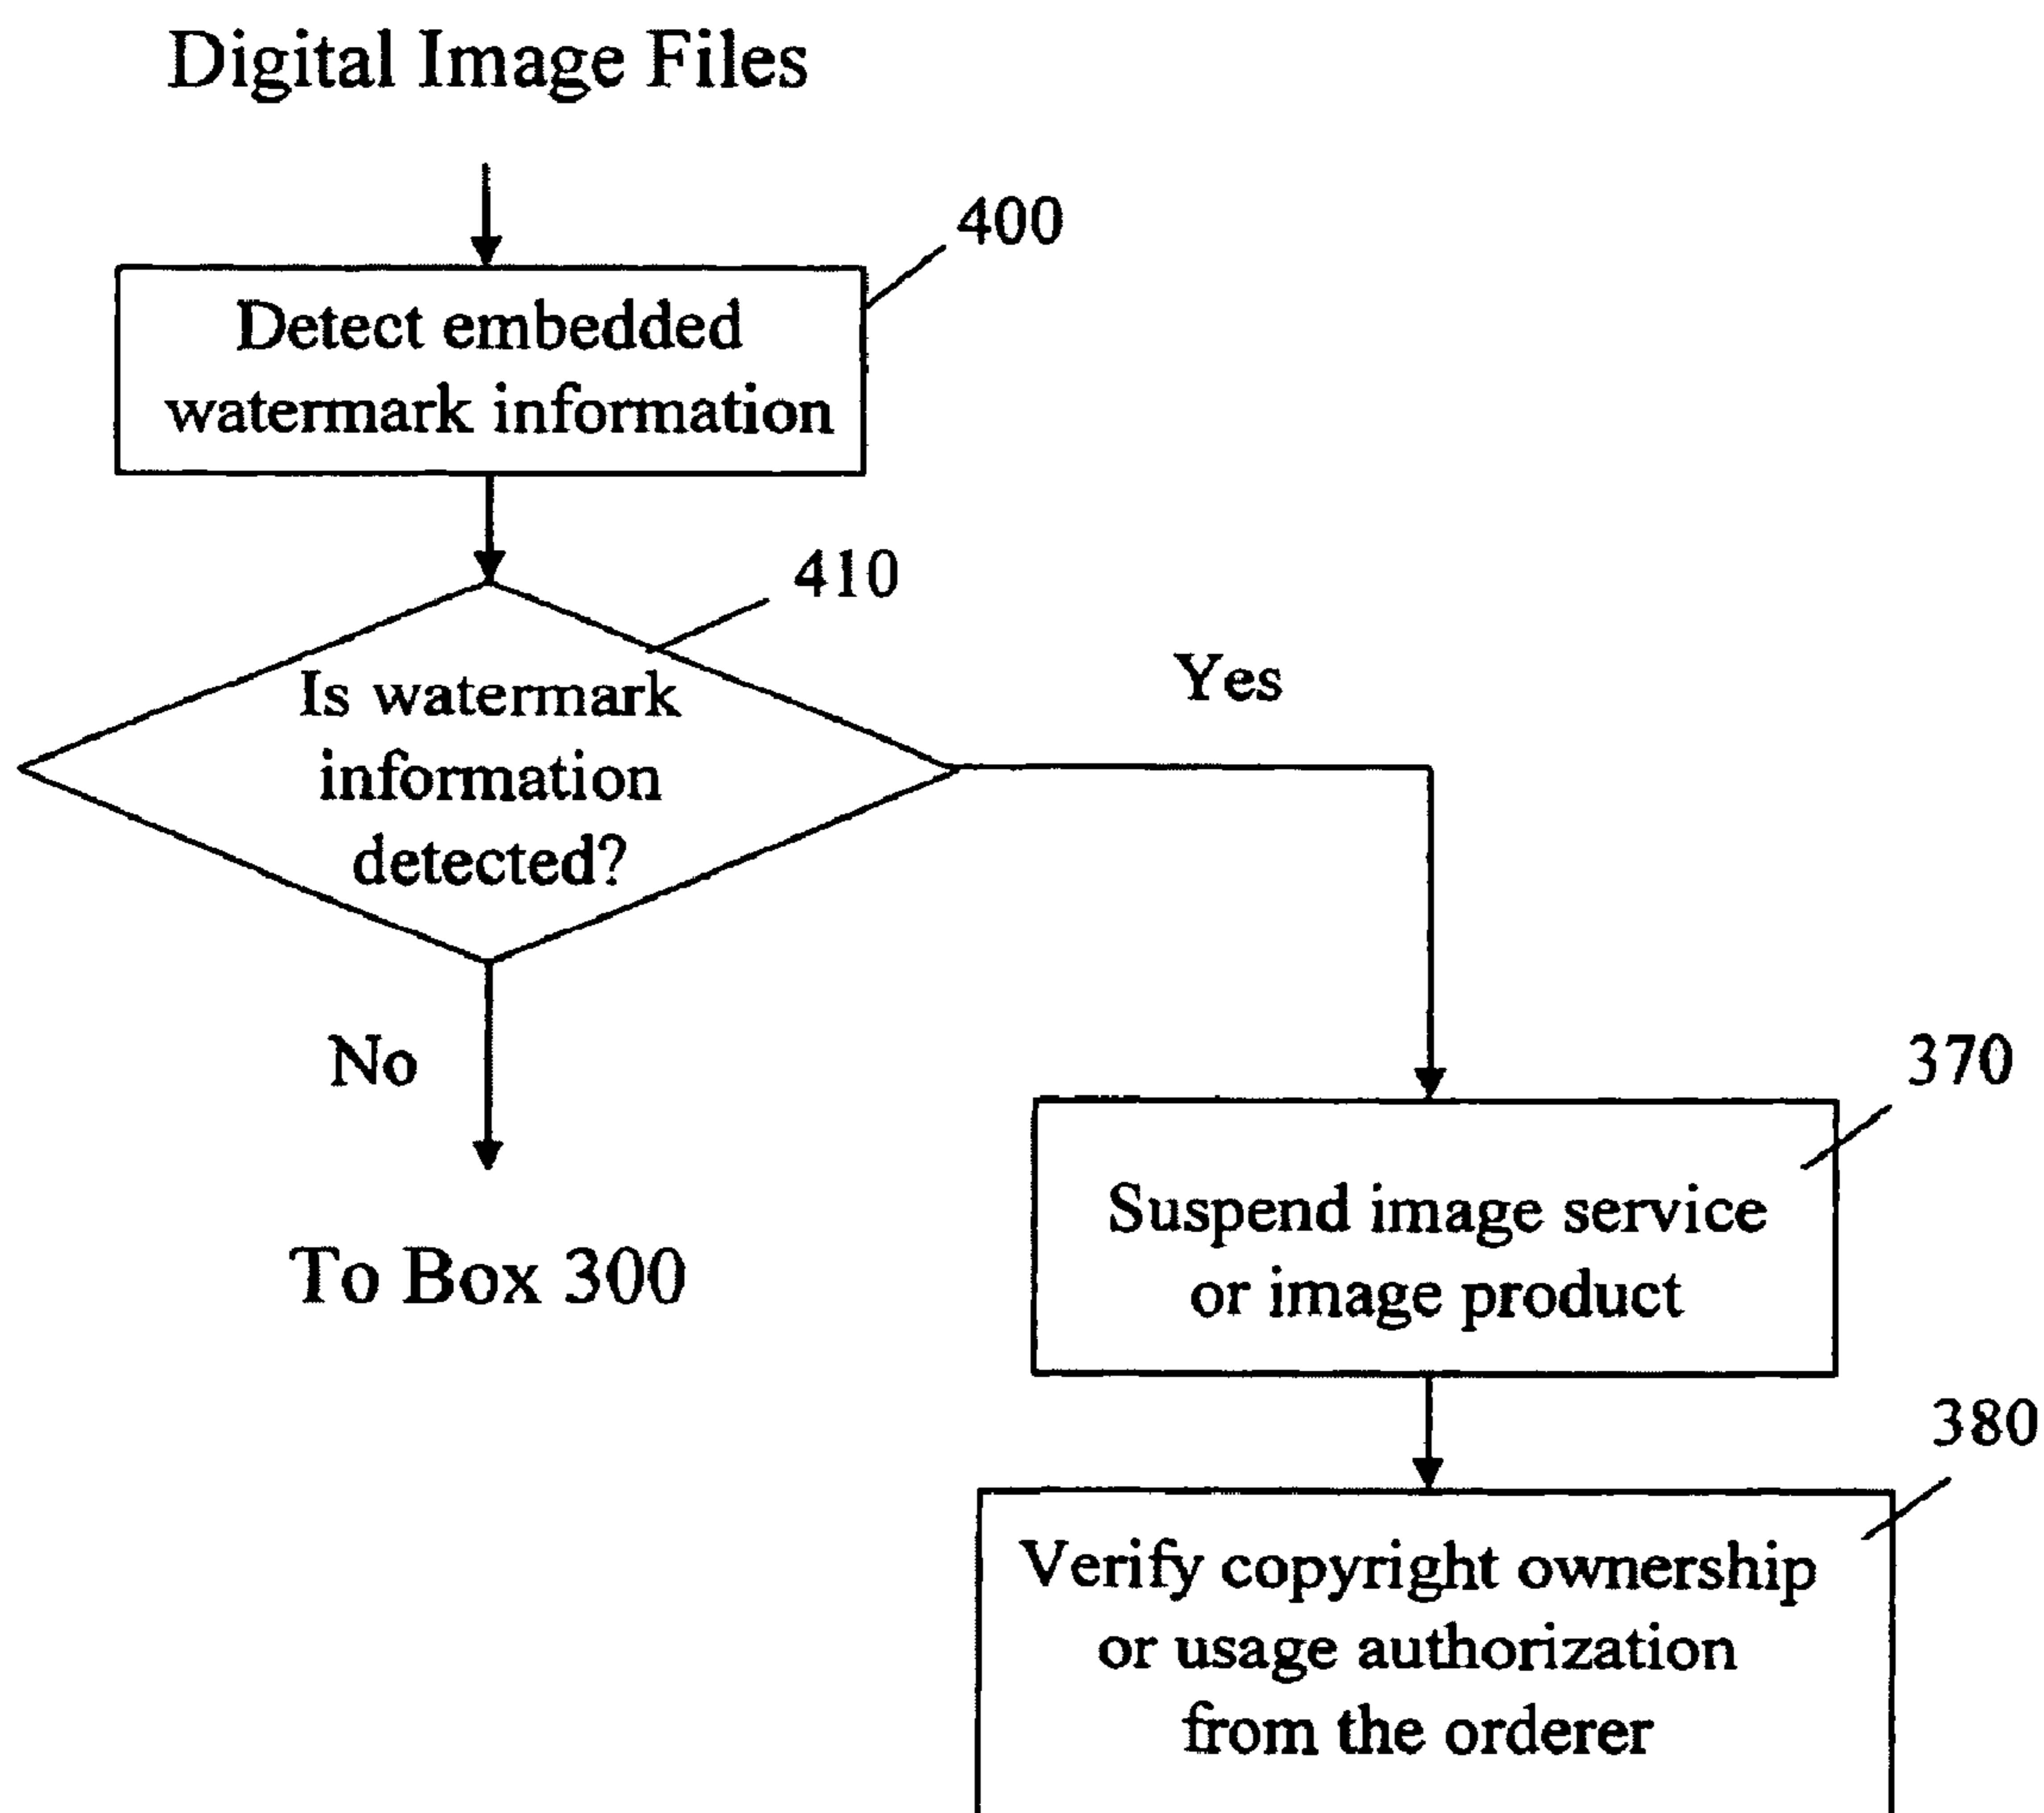 Digital Image Files
400
Detect embedded
watermark information
410
Is watermark
information
detected?
Yes
No
To Box 300
370
Suspend image service
or image product
380
Verify copyright ownership
or usage authorization
from the orderer